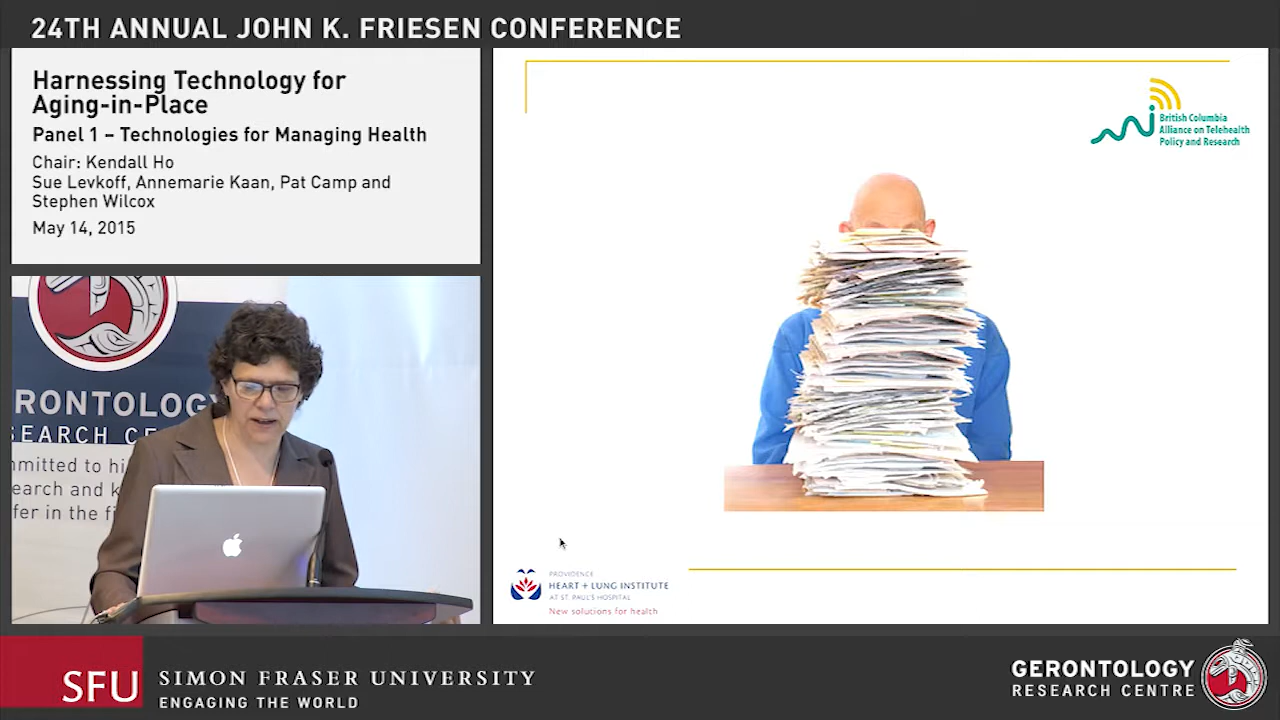 24TH ANNUAL JOHN K. FRIESEN CONFERENCE
Harnessing Technology for
Aging-in-Place
Panel 1 – Technologies for Managing Health
Chair: Kendall Ho
Sue Levkoff, Annemarie Kaan, Pat Camp and
Stephen Wilcox
May 14, 2015
British Columbia
Alliance on Telehealth
Policy and Research
RONTOLOG
EARCH C
mmitted to hi
earch and k
fer in the fi
PROVIDENCE
HEART + LUNG INSTITUTE
AT ST. PAUL'S HOSPITAL
New solutions for health
SFU
SIMON FRASER UNIVERSITY
ENGAGING THE WORLD
GERONTOLOGY
RESEARCH CENTRE